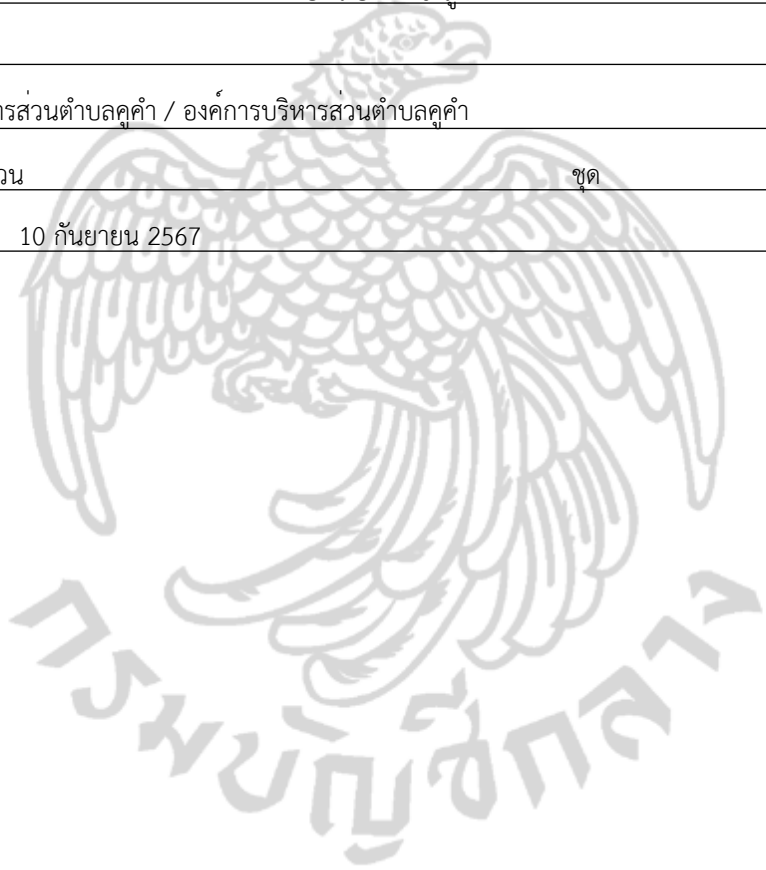 ารส่วนตำบลคูคำ / องค์การบริหารส่วนตำบลคูคำ
วน ชุด
10 กันยายน 2567
กรมบัญชีกลาง